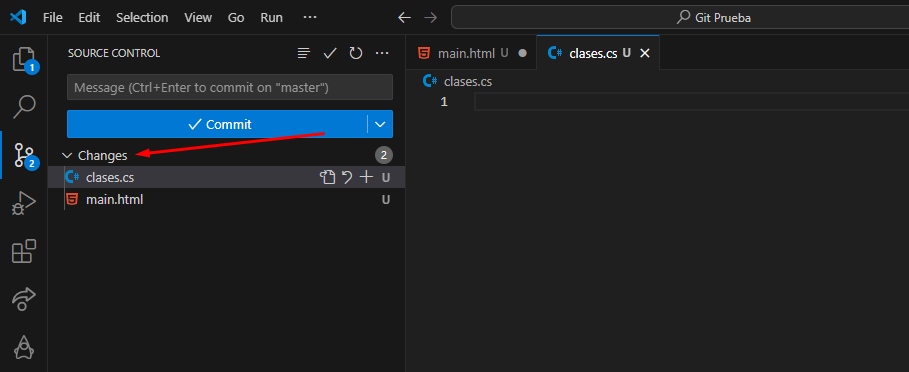 File Edit Selection View Go Run ··· Git Prueba
SOURCE CONTROL
main.html U clases.cs U
Message (Ctrl+Enter to commit on "master")
clases.cs
1
Commit
Changes 2
clases.cs U
main.html U
1
2